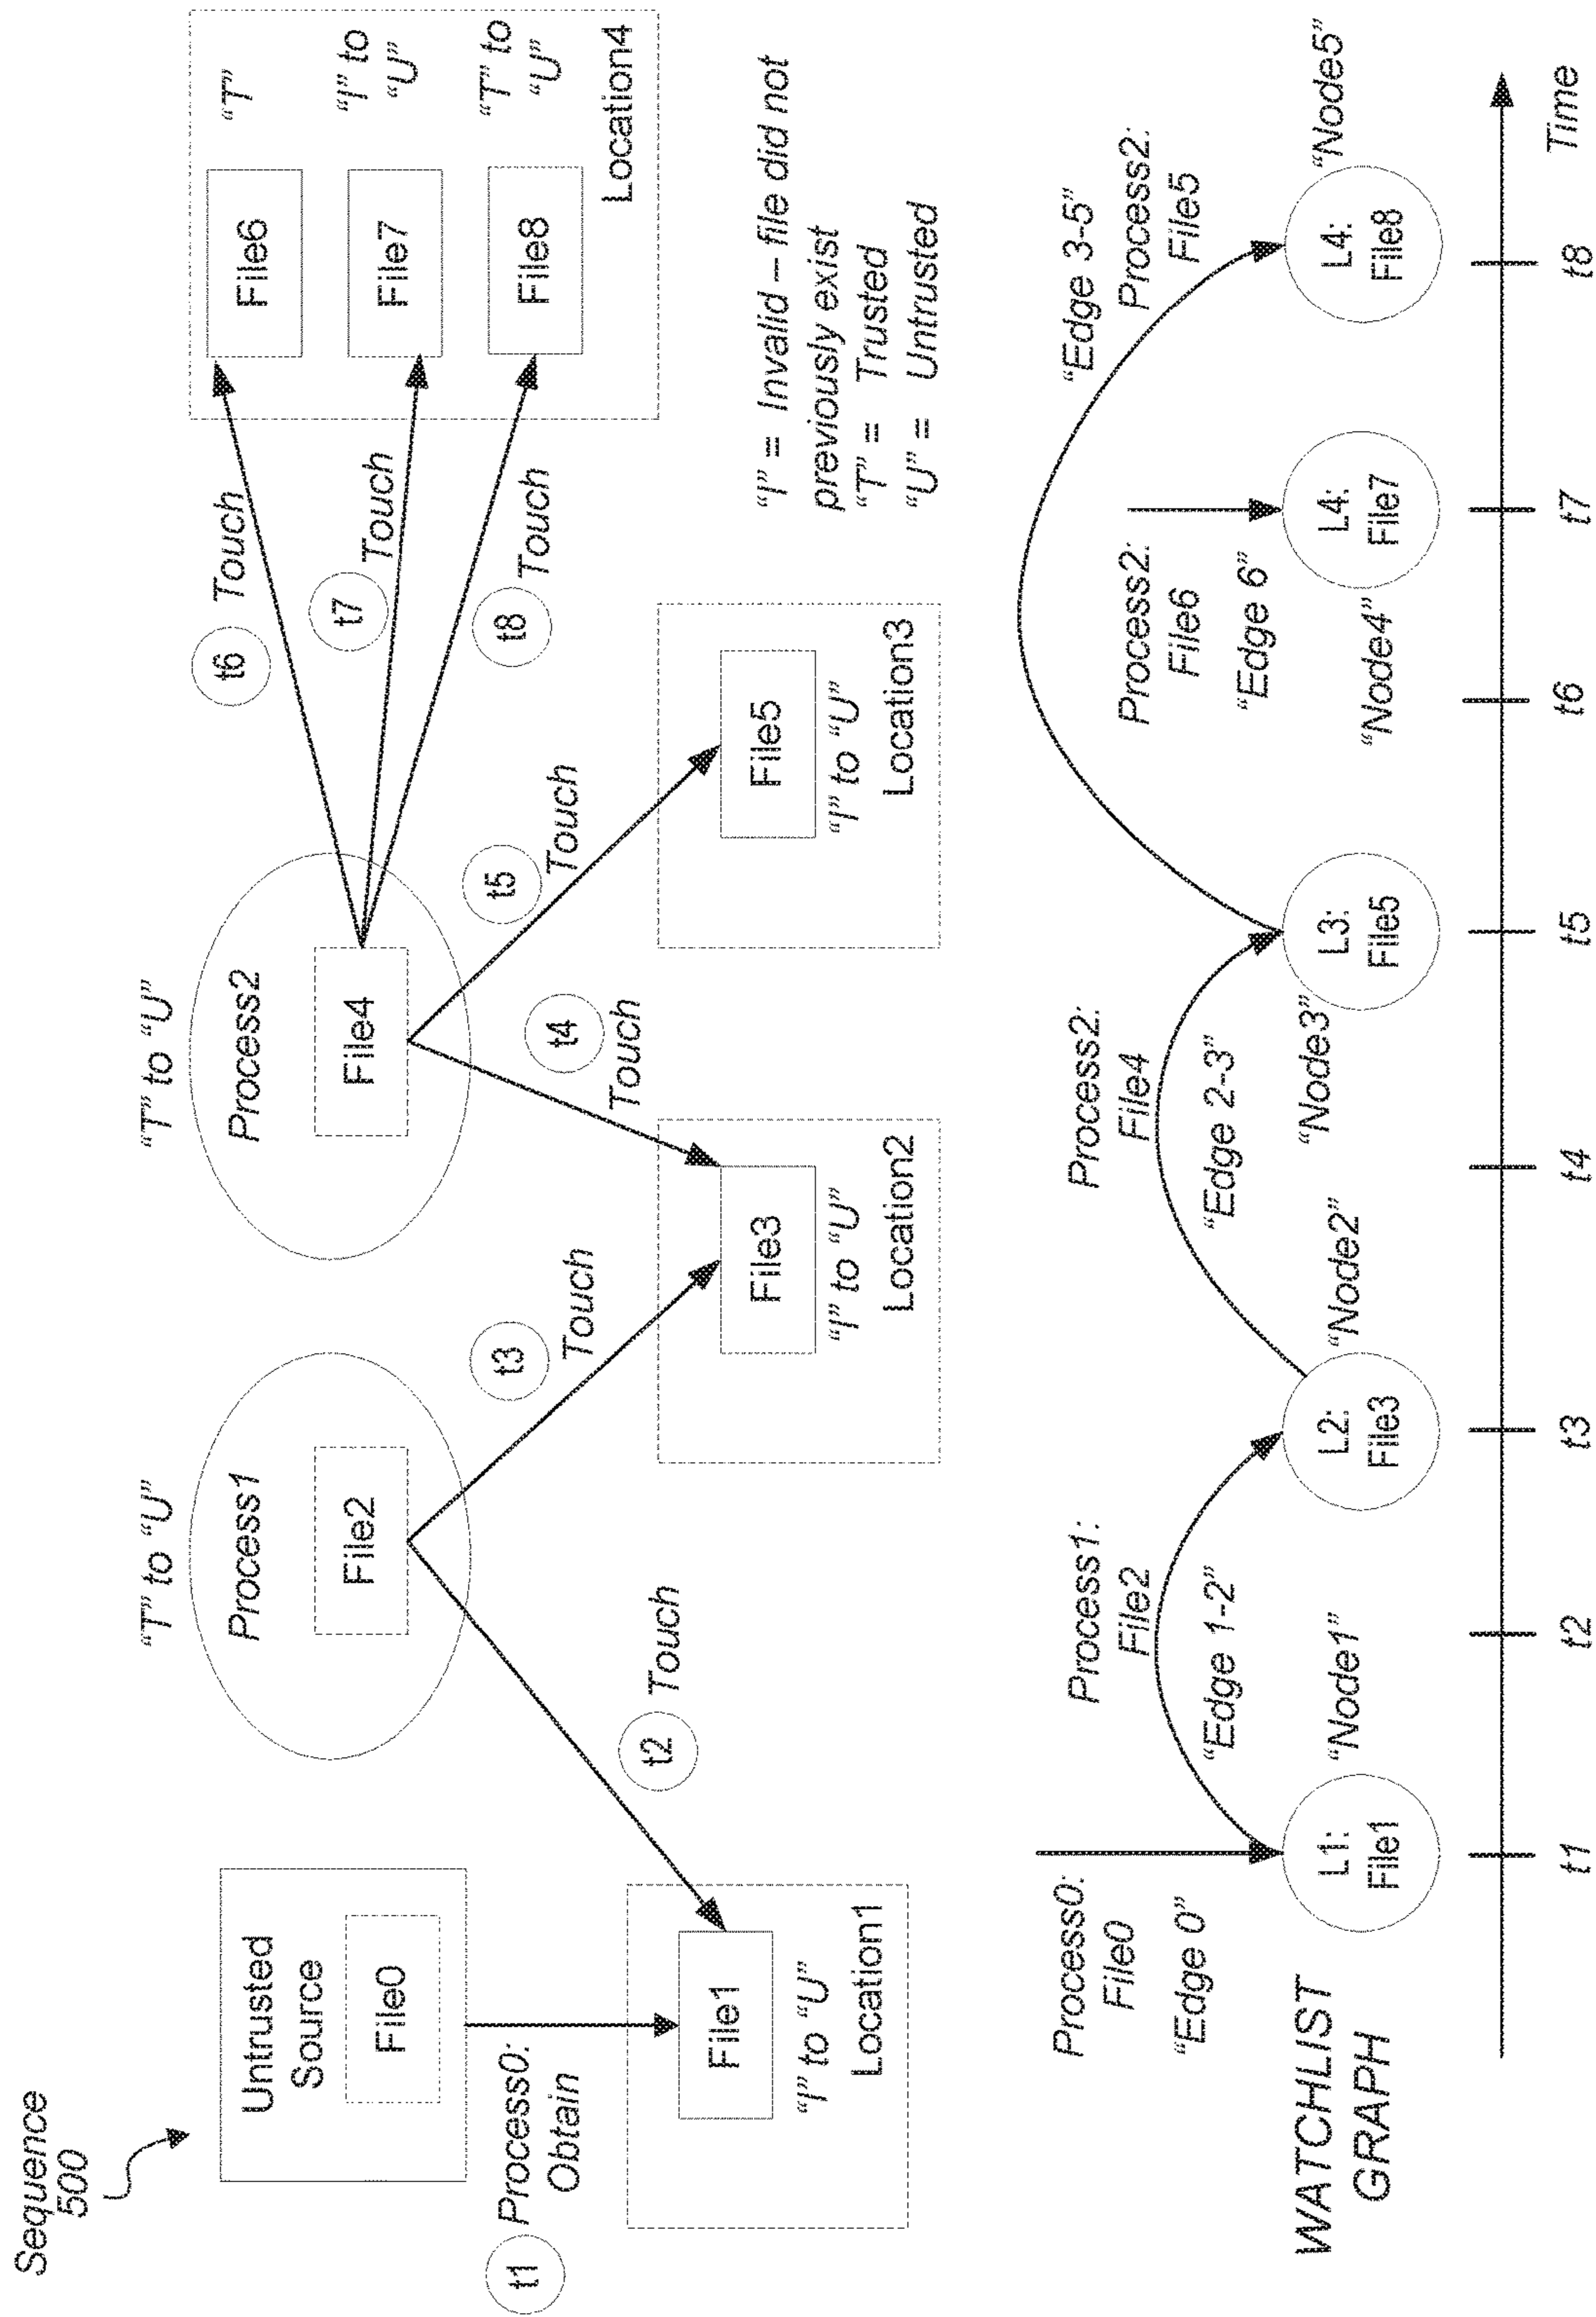 Sequence
500
Untrusted
Source
File0
t1
Process0:
Obtain
File1
“I” to “U”
Location1
“T” to “U”
Process1
File2
t2
Touch
t3
Touch
File3
“I” to “U”
Location2
“T” to “U”
Process2
File4
t4
Touch
t5
Touch
File5
“I” to “U”
Location3
t6
Touch
t7
Touch
t8
Touch
File6
“T”
File7
“I” to
“U”
File8
“T” to
“U”
Location4
“I” = Invalid – file did not
previously exist
“T” = Trusted
“U” = Untrusted
WATCHLIST
GRAPH
Process0:
File0
“Edge 0”
L1:
File1
“Node1”
Process1:
File2
“Edge 1-2”
L2:
File3
“Node2”
Process2:
File4
“Edge 2-3”
L3:
File5
“Node3”
Process2:
File6
“Edge 6”
L4:
File7
“Node4”
“Edge 3-5”
Process2:
File5
L4:
File8
“Node5”
t1
t2
t3
t4
t5
t6
t7
t8
Time